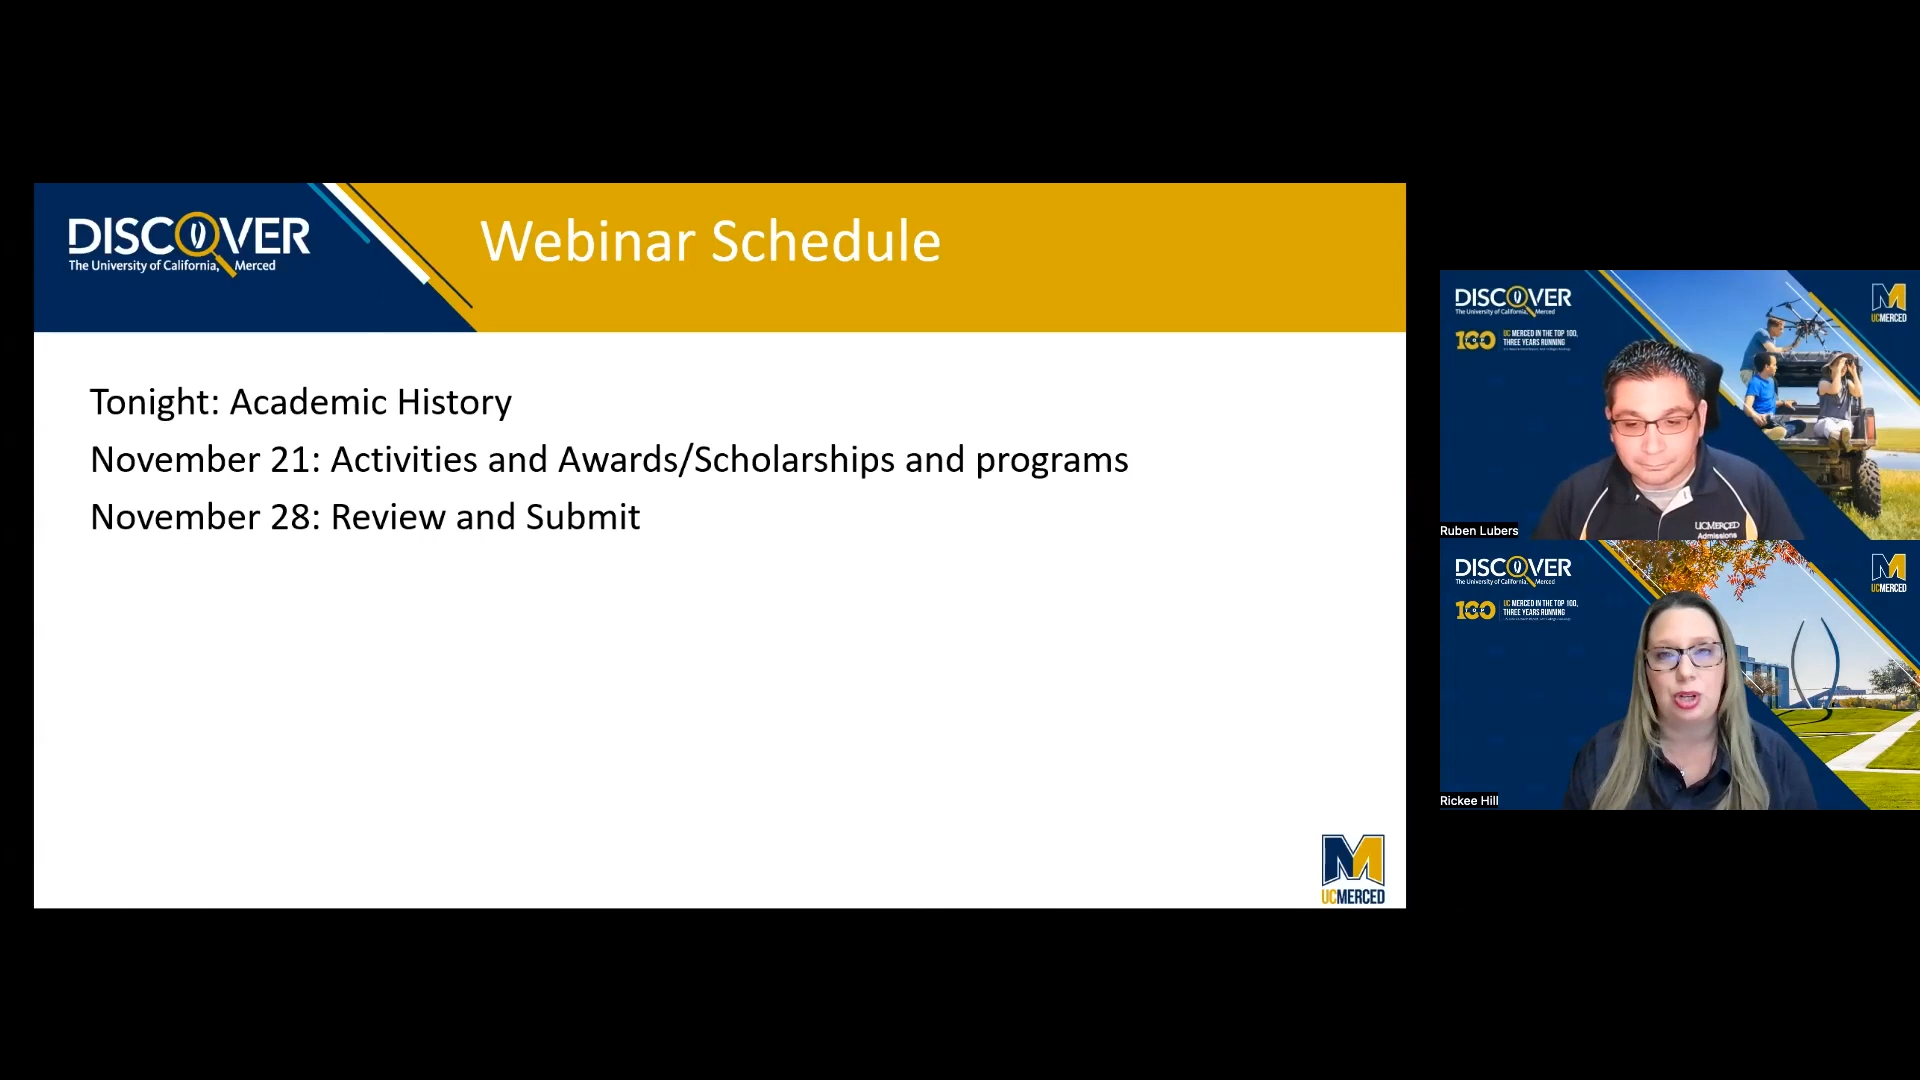 DISCOVER
The University of California, Merced
Webinar Schedule
Tonight: Academic History
November 21: Activities and Awards/Scholarships and programs
November 28: Review and Submit
UCMERCED
DISCOVER
The University of California, Merced
100
UC MERCED IN THE TOP 100,
THREE YEARS RUNNING
UCMERCED
UCMERCED
Admissions
Ruben Lubers
DISCOVER
The University of California, Merced
100
UC MERCED IN THE TOP 100,
THREE YEARS RUNNING
UCMERCED
Rickee Hill